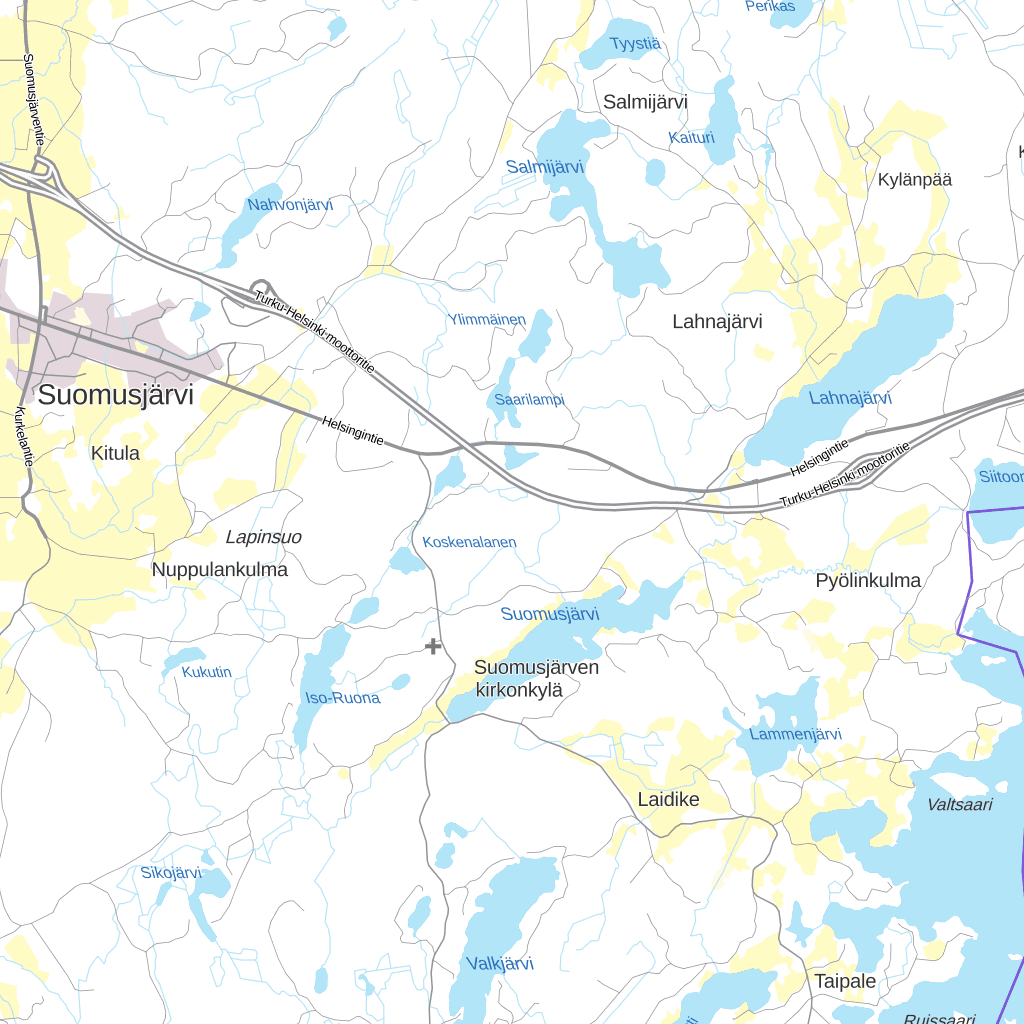 Perikas
Tyystiä
Suomusjärventie
Salmijärvi
Kaituri
Salmijärvi
Kylänpää
Nahvonjärvi
Turku-Helsinki-moottoritie
Ylimmäinen
Lahnajärvi
Suomusjärvi
Saarilampi
Lahnajärvi
Kurkelantie
Helsingintie
Kitula
Helsingintie
Turku-Helsinki-moottoritie
Lapinsuo
Koskenalanen
Nuppulankulma
Pyölinkulma
Suomusjärvi
Kukutin
Suomusjärven
kirkonkylä
Iso-Ruona
Lammenjärvi
Laidike
Valtsaari
Sikojärvi
Valkjärvi
Taipale
Ruissaari